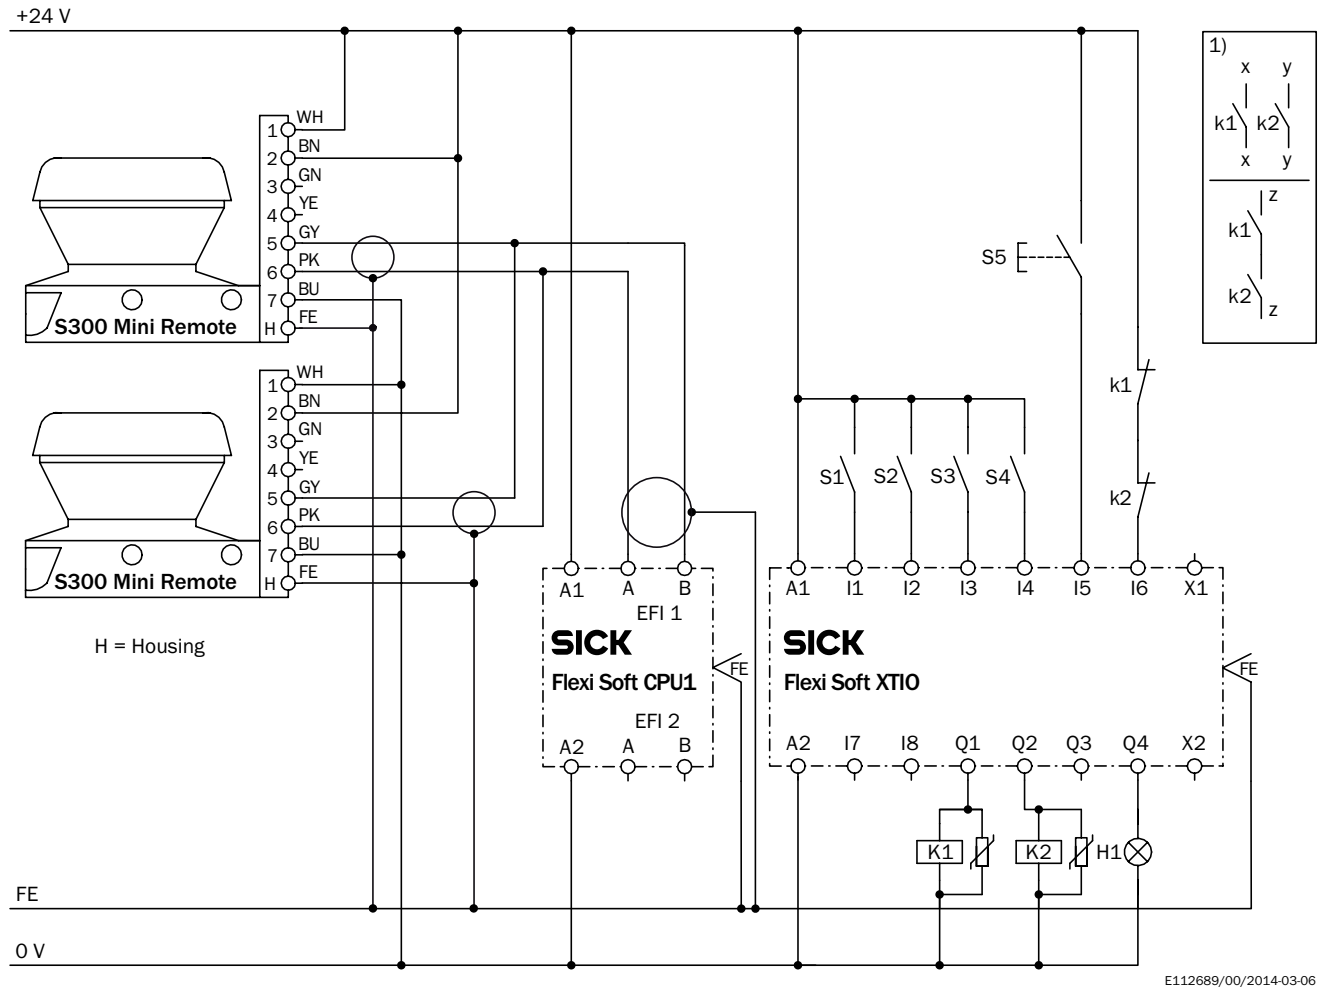 +24 V
1 WH
2 BN
3 GN
4 YE
5 GY
6 PK
7 BU
H FE
S300 Mini Remote
1 WH
2 BN
3 GN
4 YE
5 GY
6 PK
7 BU
H FE
S300 Mini Remote
H = Housing
S5
k1
k2
S1 S2 S3 S4
1)
x y
k1 k2
x y
z
k1
k2
z
A1 A B
EFI 1
SICK
Flexi Soft CPU1
FE
EFI 2
A2 A B
A1 I1 I2 I3 I4 I5 I6 X1
SICK
Flexi Soft XTIO
FE
A2 I7 I8 Q1 Q2 Q3 Q4 X2
K1 K2 H1
FE
0 V
E112689/00/2014-03-06